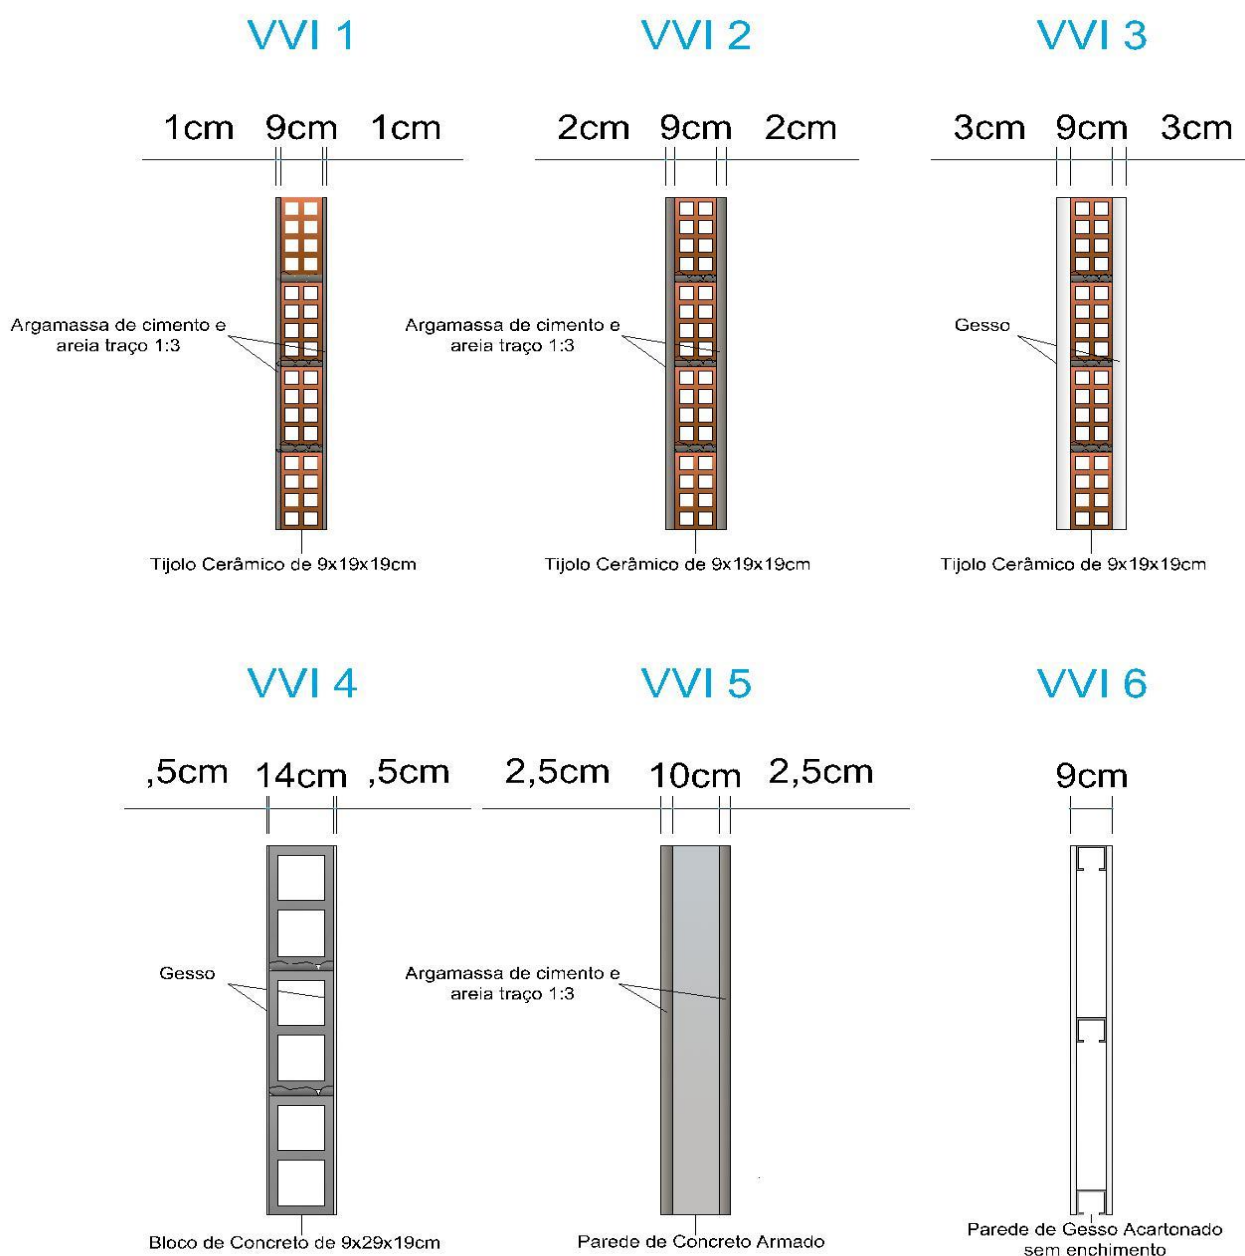 VVI 1
VVI 2
VVI 3
1cm 9cm 1cm
2cm 9cm 2cm
3cm 9cm 3cm
Argamassa de cimento e
areia traço 1:3
Argamassa de cimento e
areia traço 1:3
Gesso
Tijolo Cerâmico de 9x19x19cm
Tijolo Cerâmico de 9x19x19cm
Tijolo Cerâmico de 9x19x19cm
VVI 4
VVI 5
VVI 6
,5cm 14cm ,5cm
2,5cm 10cm 2,5cm
9cm
Gesso
Argamassa de cimento e
areia traço 1:3
Bloco de Concreto de 9x29x19cm
Parede de Concreto Armado
Parede de Gesso Acartonado
sem enchimento